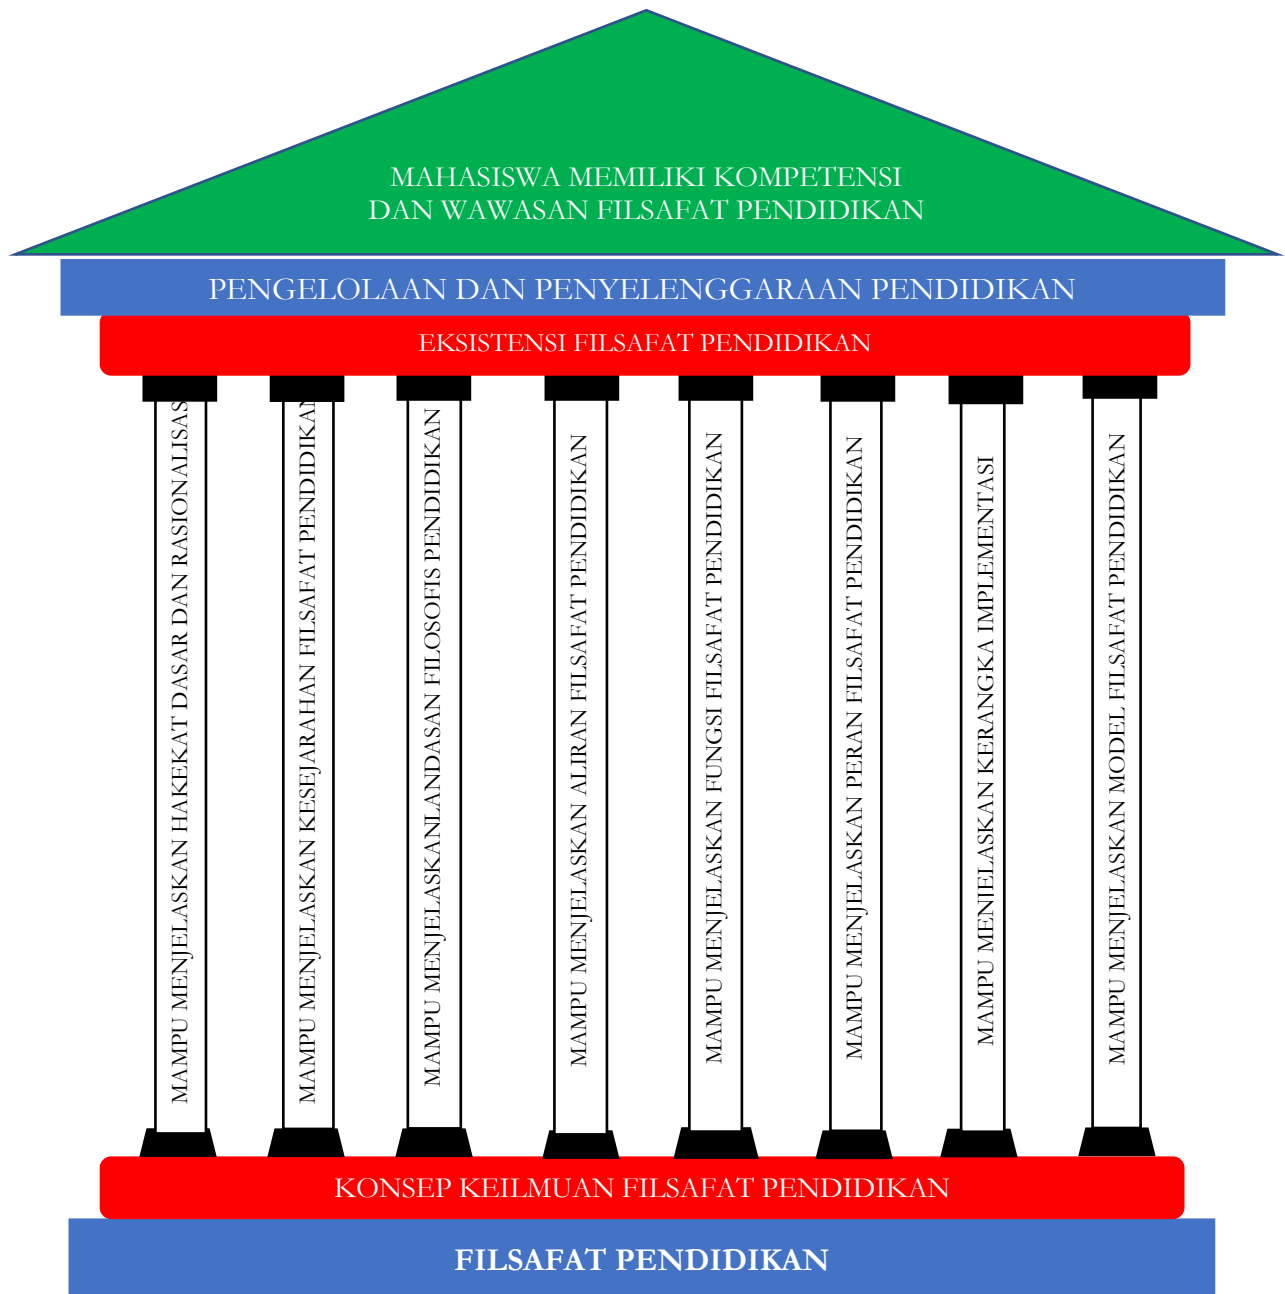 MAHASISWA MEMILIKI KOMPETENSI
DAN WAWASAN FILSAFAT PENDIDIKAN
PENGELOLAAN DAN PENYELENGGARAAN PENDIDIKAN
EKSISTENSI FILSAFAT PENDIDIKAN
MAMPU MENJELASKAN HAKEKAT DASAR DAN RASIONALISAS
MAMPU MENJELASKAN KESEJARAHAN FILSAFAT PENDIDIKAN
MAMPU MENJELASKANLANDASAN FILOSOFIS PENDIDIKAN
MAMPU MENJELASKAN ALIRAN FILSAFAT PENDIDIKAN
MAMPU MENJELASKAN FUNGSI FILSAFAT PENDIDIKAN
MAMPU MENJELASKAN PERAN FILSAFAT PENDIDIKAN
MAMPU MENJELASKAN KERANGKA IMPLEMENTASI
MAMPU MENJELASKAN MODEL FILSAFAT PENDIDIKAN
KONSEP KEILMUAN FILSAFAT PENDIDIKAN
FILSAFAT PENDIDIKAN